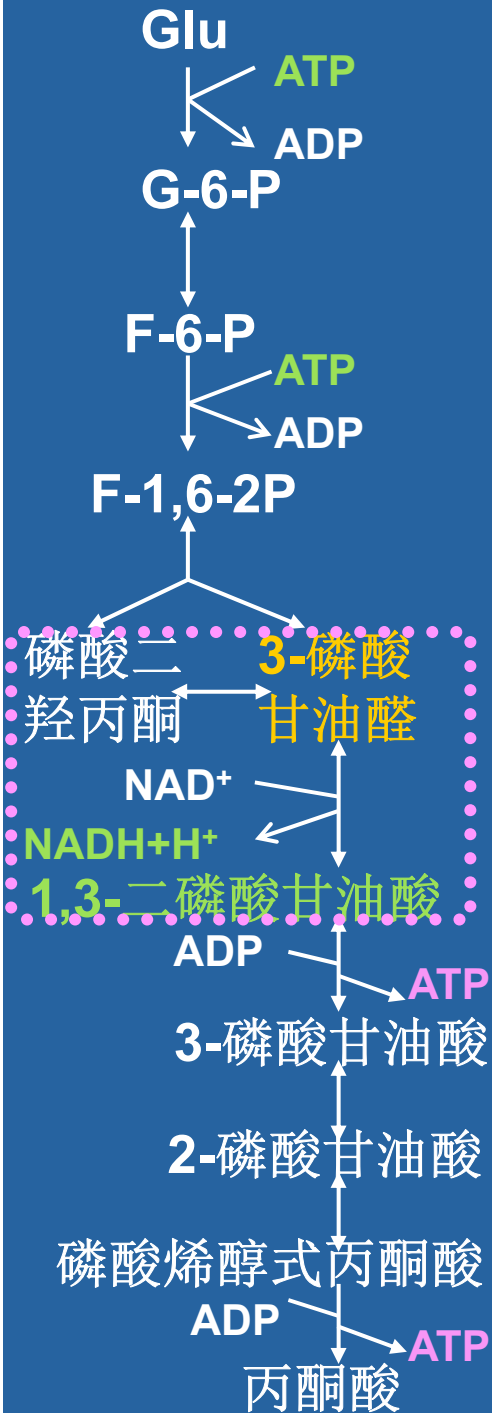 Glu
ATP
ADP
G-6-P
F-6-P
ATP
ADP
F-1,6-2P
磷酸二
羟丙酮
3-磷酸
甘油醛
NAD⁺
NADH+H⁺
1,3-二磷酸甘油酸
ADP
ATP
3-磷酸甘油酸
2-磷酸甘油酸
磷酸烯醇式丙酮酸
ADP
ATP
丙酮酸